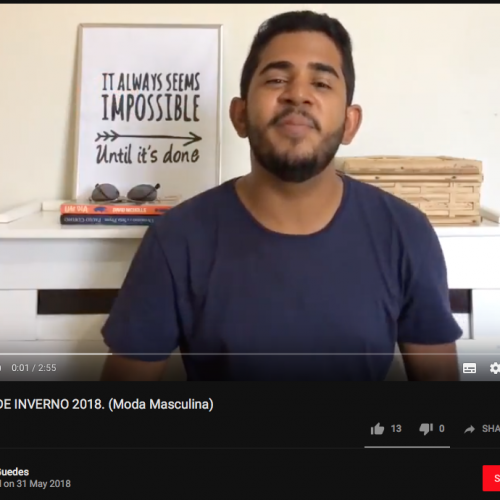 IT ALWAYS SEEMS
IMPOSSIBLE
Until it's done
0:01 / 2:55
DE INVERNO 2018. (Moda Masculina)
13
0
SHA
Guedes
on 31 May 2018
S